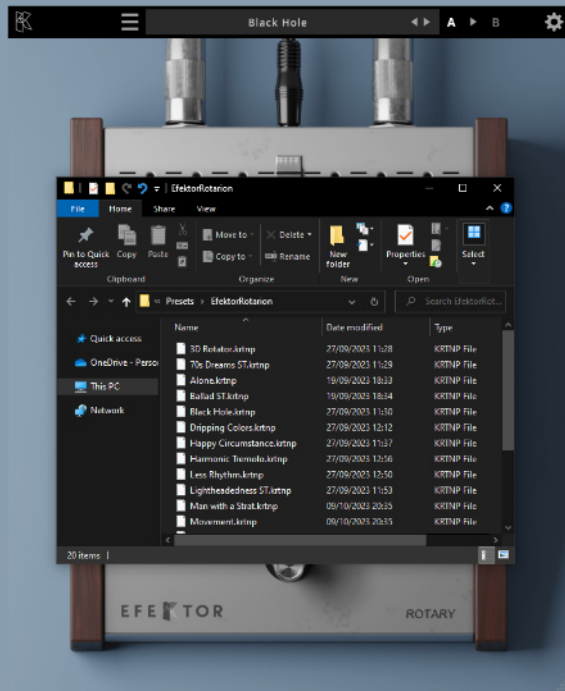 Black Hole A B
EfektorRotarion
File Home Share View
Pin to Quick access Copy Paste Move to Copy to Delete Rename New folder Properties Select
Clipboard Organize New Open
Presets > EfektorRotarion Search EfektorRot...
Name Date modified Type
Quick access
OneDrive - Perso
This PC
Network
3D Rotator.krtnp 27/09/2023 11:28 KRTNP File
70s Dreams ST.krtnp 27/09/2023 11:29 KRTNP File
Alone.krtnp 19/09/2023 18:33 KRTNP File
Ballad ST.krtnp 19/09/2023 18:34 KRTNP File
Black Hole.krtnp 27/09/2023 11:30 KRTNP File
Dripping Colors.krtnp 27/09/2023 12:12 KRTNP File
Happy Circumstance.krtnp 27/09/2023 11:37 KRTNP File
Harmonic Tremolo.krtnp 27/09/2023 12:56 KRTNP File
Less Rhythm.krtnp 27/09/2023 12:50 KRTNP File
Lightheadedness ST.krtnp 27/09/2023 11:53 KRTNP File
Man with a Strat.krtnp 09/10/2023 20:35 KRTNP File
Movement.krtnp 09/10/2023 20:35 KRTNP File
20 items
EFEKTOR ROTARY